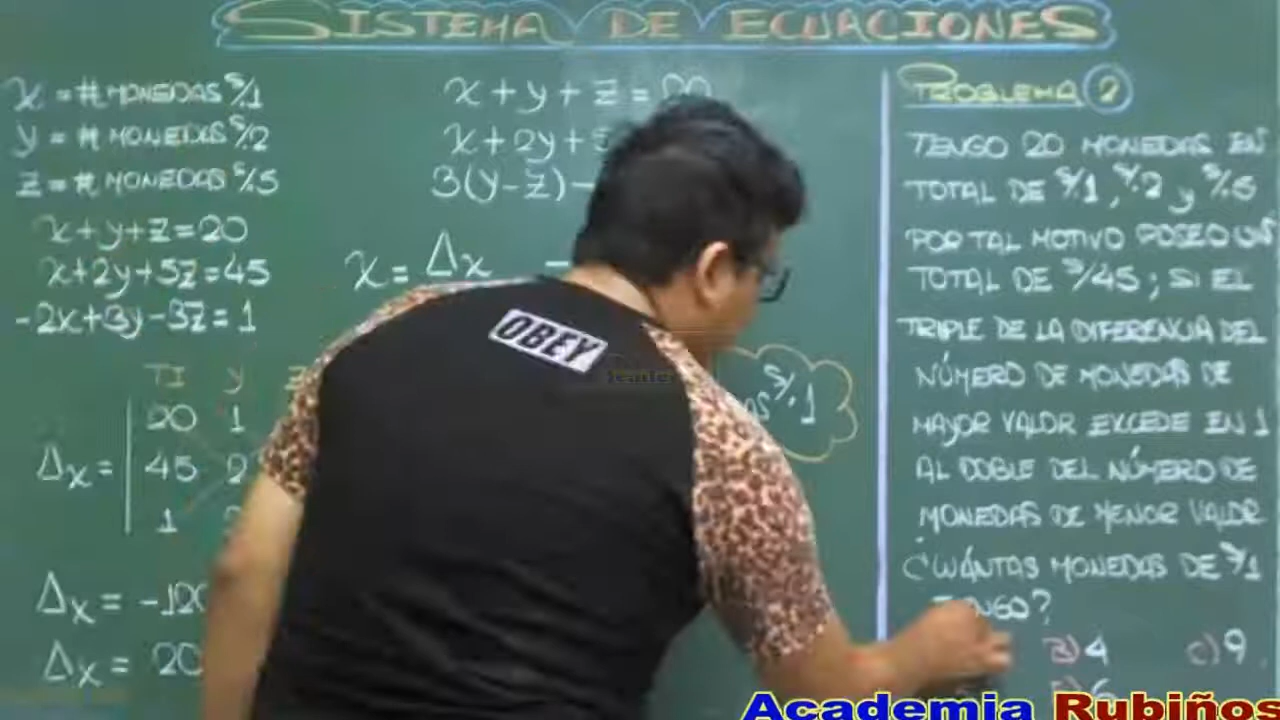 SISTEMA DE ECUACIONES
x = # MONEDAS S/.1
y = # MONEDAS S/.2
z = # MONEDAS S/.5
x+y+z=20
x+2y+5z=45
-2x+3y-3z=1
TI y
20 1
Δx = 45 2
1
Δx = -120
Δx = 20
x + y + z = 20
x + 2y +
3(y-z)-
x = Δx
OBEY
S/.1
PROBLEMA 2
TENGO 20 MONEDAS EN
TOTAL DE S/.1, S/.2 y S/.5
POR TAL MOTIVO POSEO UN
TOTAL DE S/45; SI EL
TRIPLE DE LA DIFERENCIA DEL
NÚMERO DE MONEDAS DE
MAYOR VALOR EXCEDE EN 1
AL DOBLE DEL NÚMERO DE
MONEDAS DE MENOR VALOR
¿CUÁNTAS MONEDAS DE S/1
TENGO?
B) 4 C) 9
6
Academia Rubiños